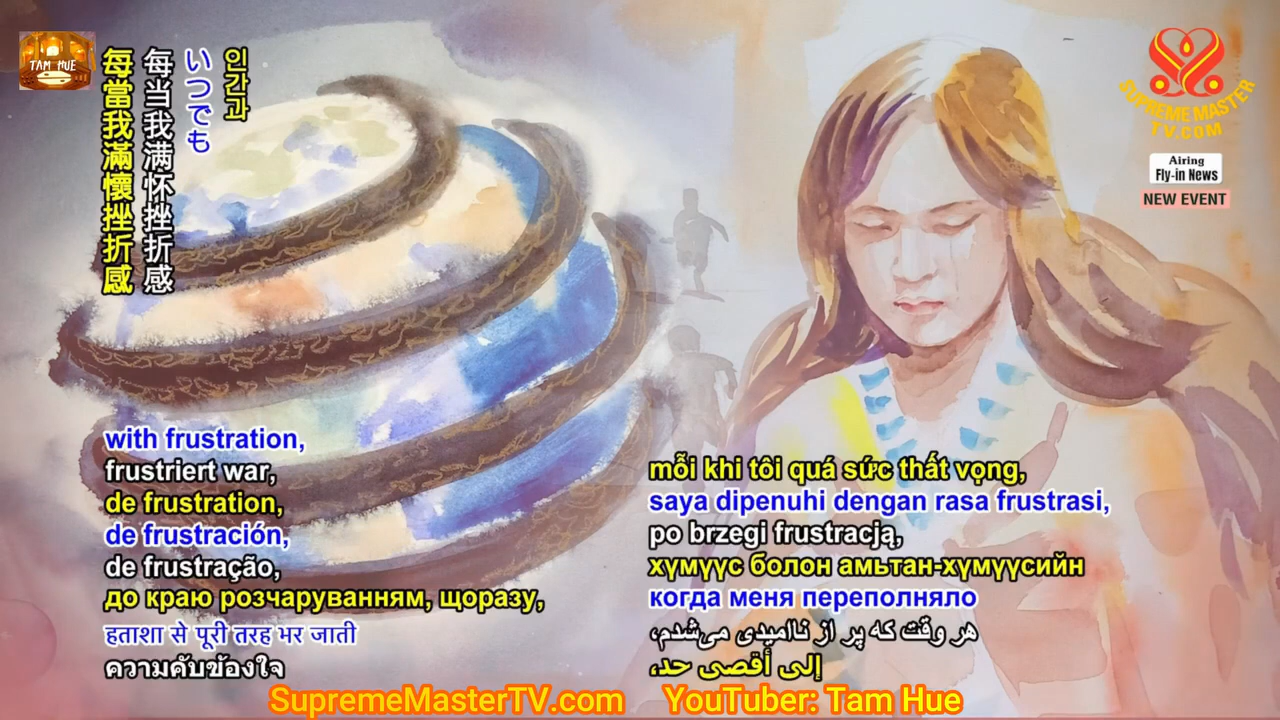 TAM HUE
每當我滿懷挫折感
每当我满怀挫折感
いつでも
인간과
SUPREME MASTER
TV.COM
Airing
Fly-in News
NEW EVENT
with frustration,
frustriert war,
de frustration,
de frustración,
de frustração,
до краю розчаруванням, щоразу,
हताशा से पूरी तरह भर जाती
ความคับข้องใจ
mỗi khi tôi quá sức thất vọng,
saya dipenuhi dengan rasa frustrasi,
po brzegi frustracją,
хүмүүс болон амьтан-хүмүүсийн
когда меня переполняло
هر وقت که پر از ناامیدی می‌شدم،
إلى أقصى حد،
SupremeMasterTV.com YouTuber: Tam Hue